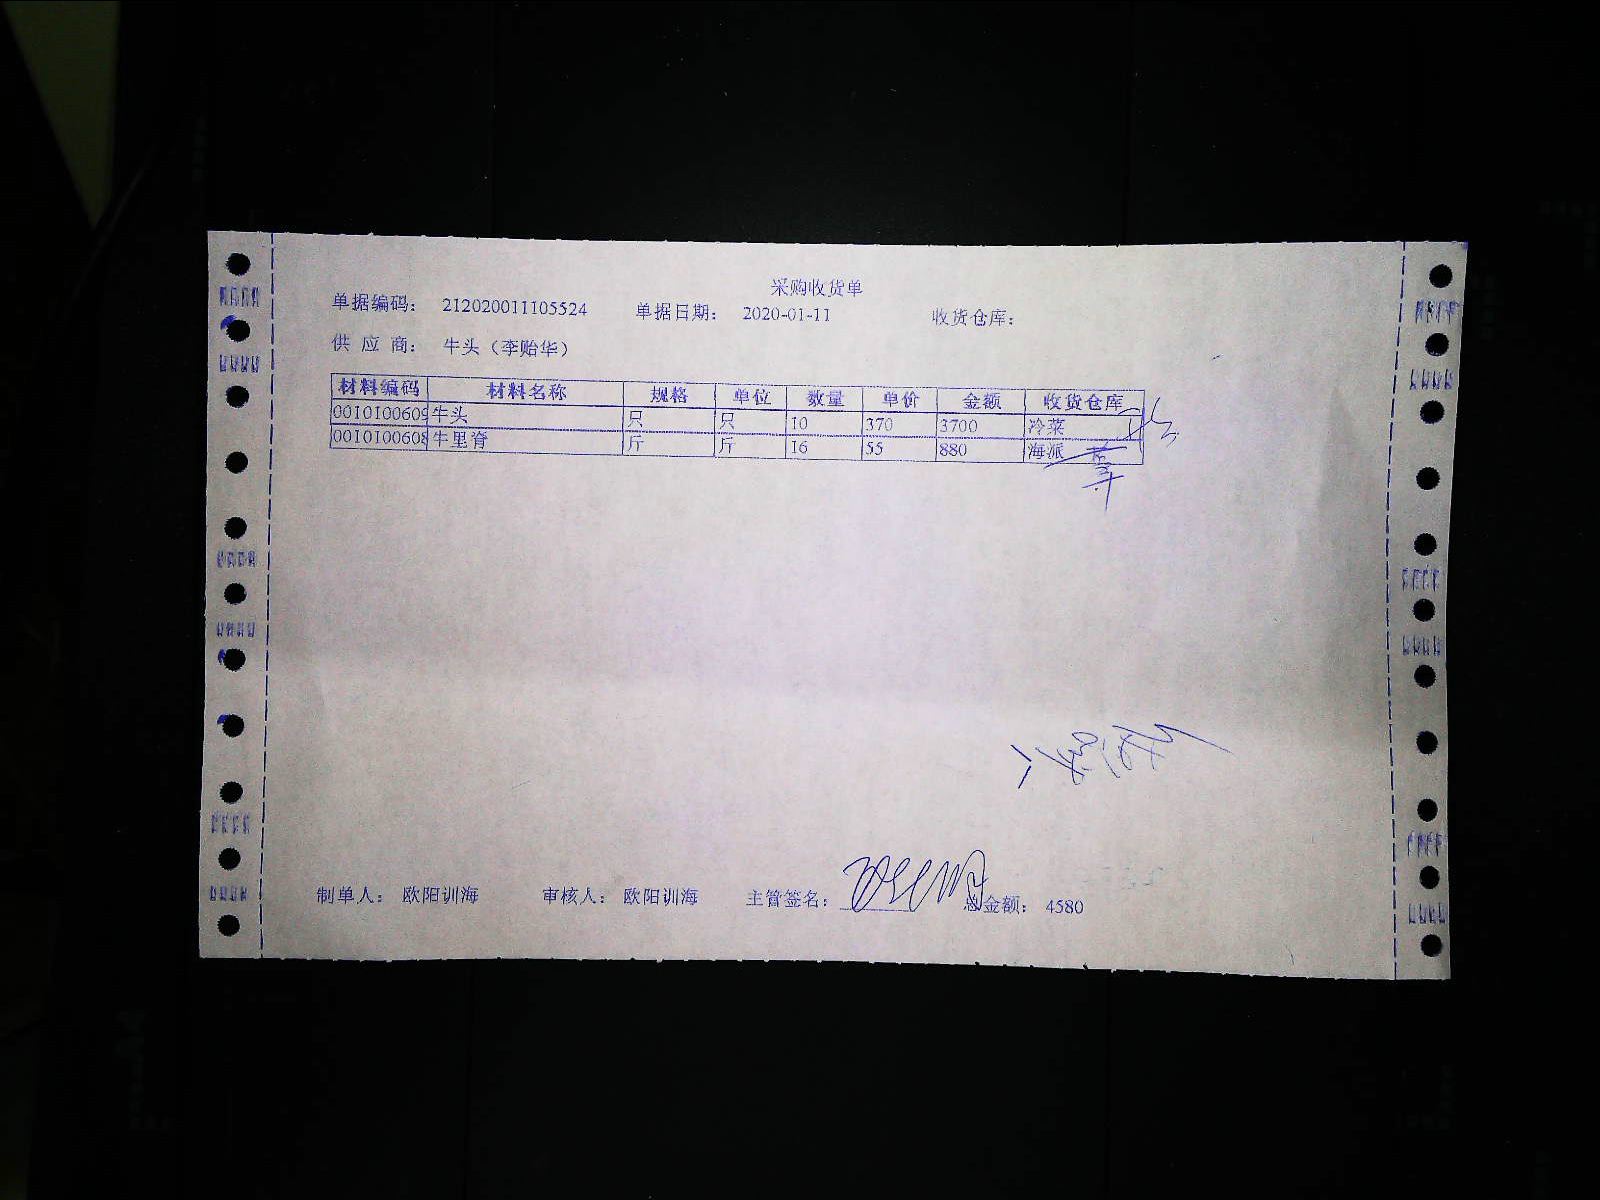 采购收货单
单据编码： 212020011105524 单据日期： 2020-01-11 收货仓库：
供 应 商： 牛头（李贻华）
材料编码 材料名称 规格 单位 数量 单价 金额 收货仓库
0010100609 牛头 只 只 10 370 3700 冷菜
0010100608 牛里脊 斤 斤 16 55 880 海派
制单人： 欧阳训海 审核人： 欧阳训海 主管签名： 总金额： 4580